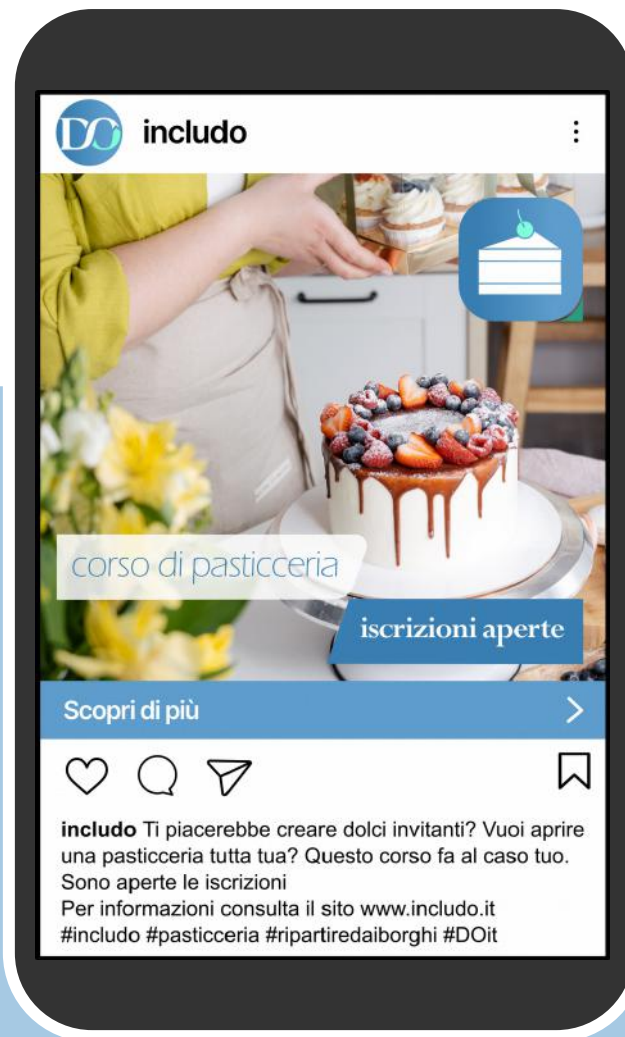 DO
includo
corso di pasticceria
iscrizioni aperte
Scopri di più
includo Ti piacerebbe creare dolci invitanti? Vuoi aprire
una pasticceria tutta tua? Questo corso fa al caso tuo.
Sono aperte le iscrizioni
Per informazioni consulta il sito www.includo.it
#includo #pasticceria #ripartiredaiborghi #DOit